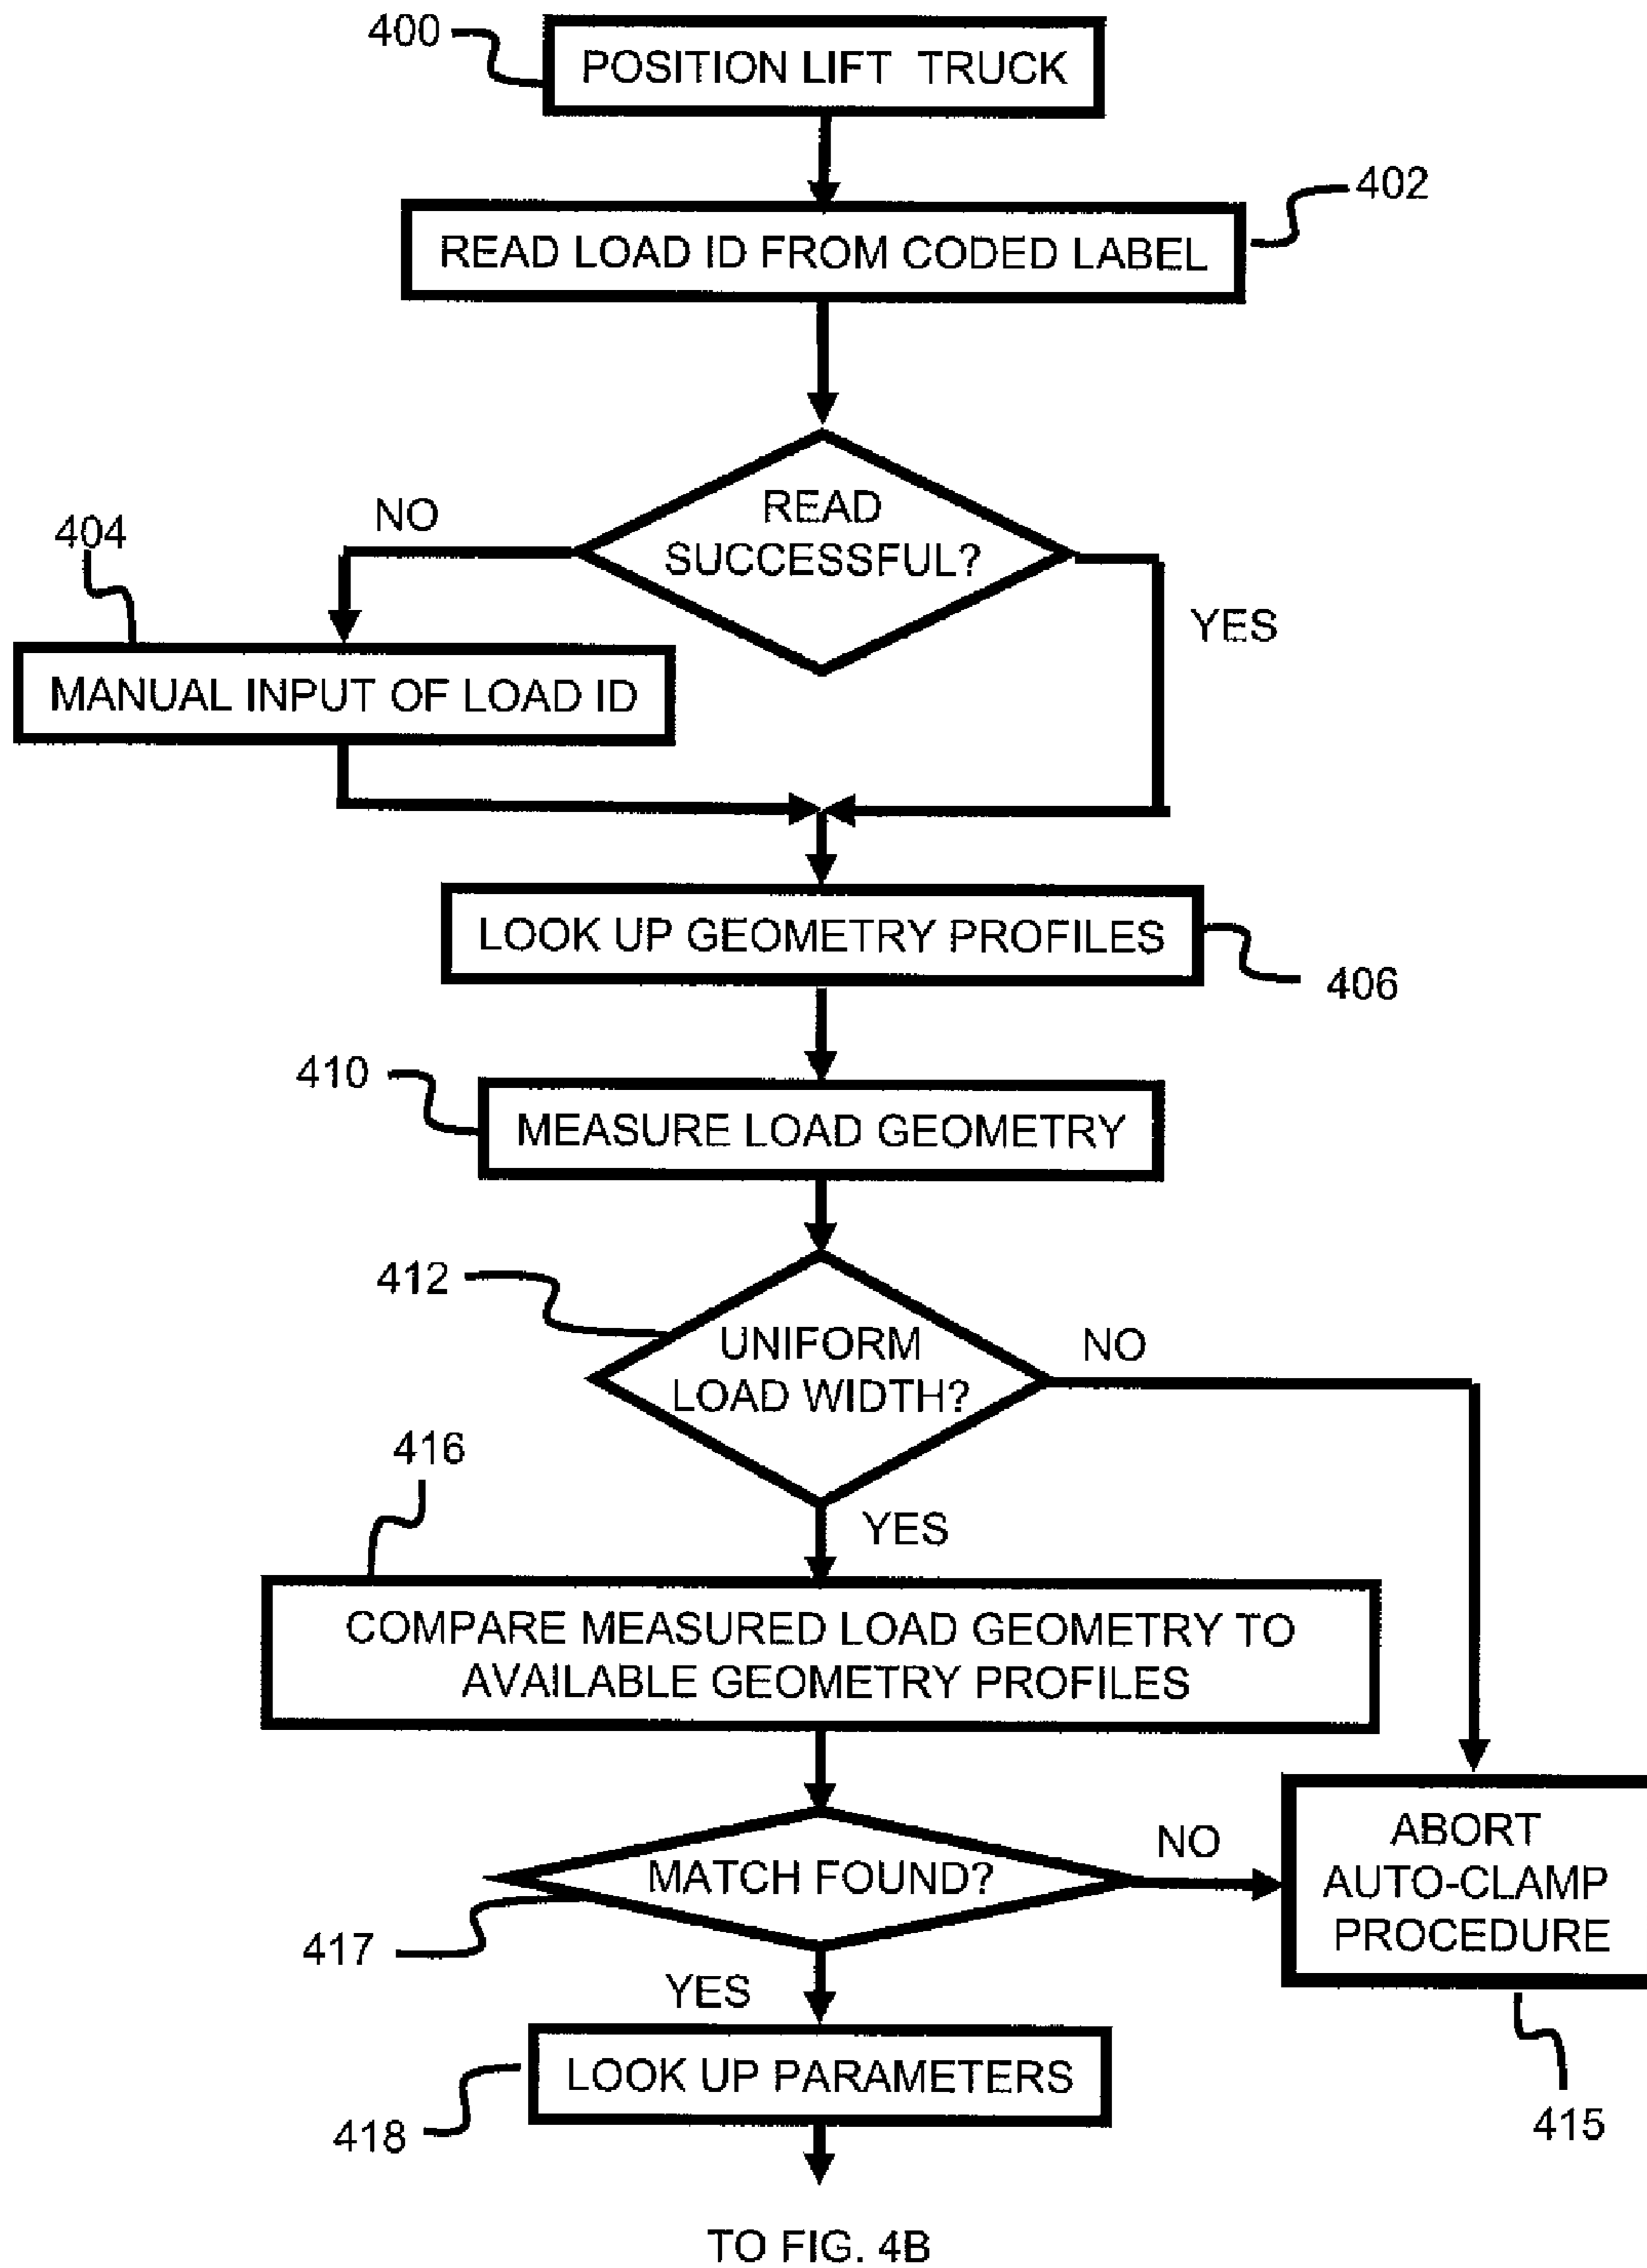 400
POSITION LIFT TRUCK
402
READ LOAD ID FROM CODED LABEL
READ
SUCCESSFUL?
NO
YES
404
MANUAL INPUT OF LOAD ID
LOOK UP GEOMETRY PROFILES
406
410
MEASURE LOAD GEOMETRY
412
UNIFORM
LOAD WIDTH?
NO
YES
416
COMPARE MEASURED LOAD GEOMETRY TO
AVAILABLE GEOMETRY PROFILES
MATCH FOUND?
NO
417
YES
ABORT
AUTO-CLAMP
PROCEDURE
415
LOOK UP PARAMETERS
418
TO FIG. 4B